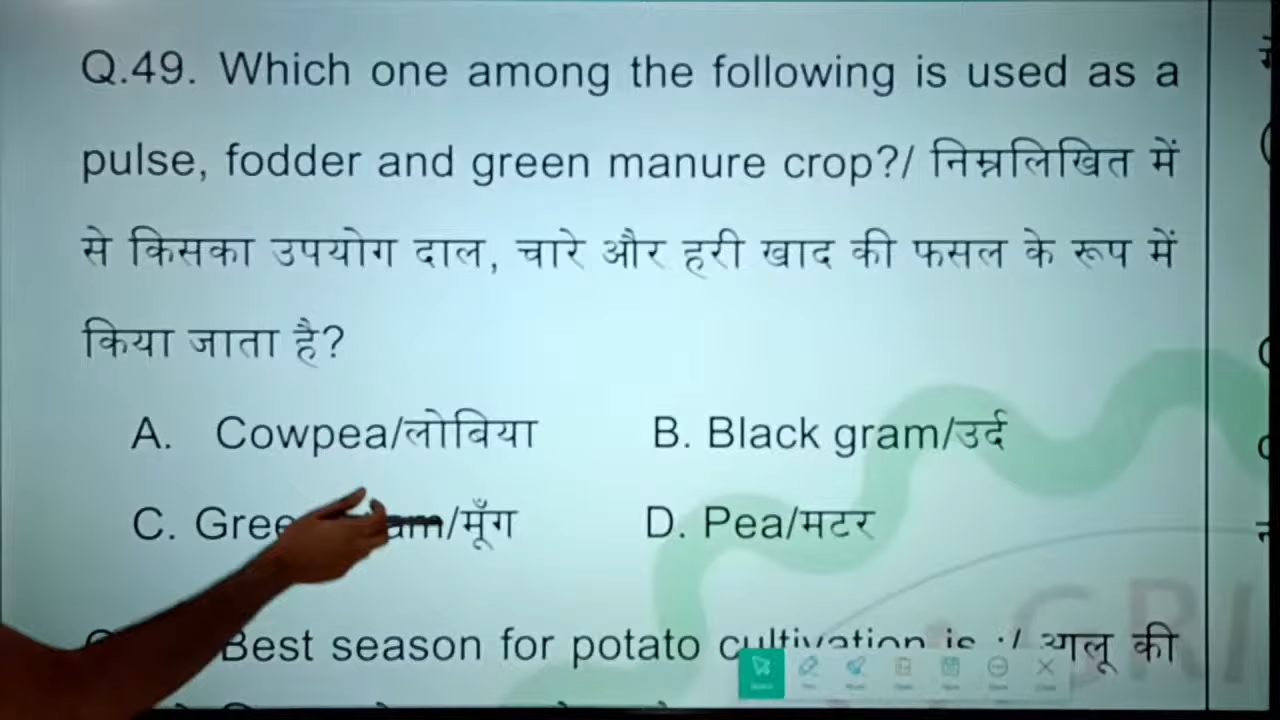 Q.49. Which one among the following is used as a
pulse, fodder and green manure crop?/ निम्नलिखित में
से किसका उपयोग दाल, चारे और हरी खाद की फसल के रूप में
किया जाता है?
A. Cowpea/लोबिया B. Black gram/उर्द
C. /मूँग D. Pea/मटर
Best season for potato cultivation is :/ आलू की
GRI